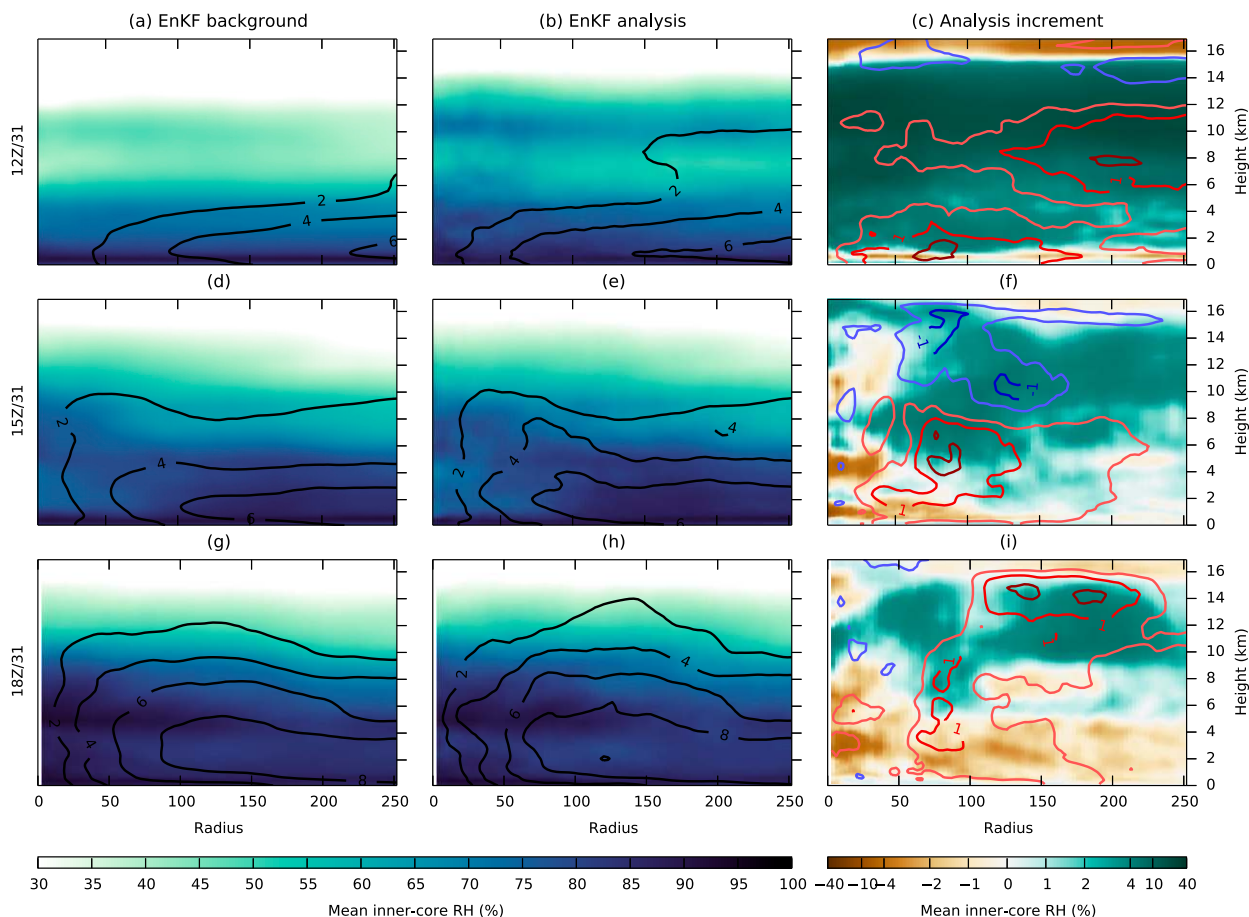 (a) EnKF background
(b) EnKF analysis
(c) Analysis increment
12Z/31
2
4
6
2
4
6
1
1
1
16
14
12
10
8
6
4
2
0
Height (km)
(d)
(e)
(f)
15Z/31
2
4
6
2
4
4
6
-1
-1
1
16
14
12
10
8
6
4
2
0
Height (km)
(g)
(h)
(i)
18Z/31
2
4
6
8
2
4
6
8
1
1
1
16
14
12
10
8
6
4
2
0
Height (km)
0 50 100 150 200 250
0 50 100 150 200 250
0 50 100 150 200 250
Radius
Radius
Radius
30 35 40 45 50 55 60 65 70 75 80 85 90 95 100
Mean inner-core RH (%)
−40 −10 −4 −2 −1 0 1 2 4 10 40
Mean inner-core RH (%)